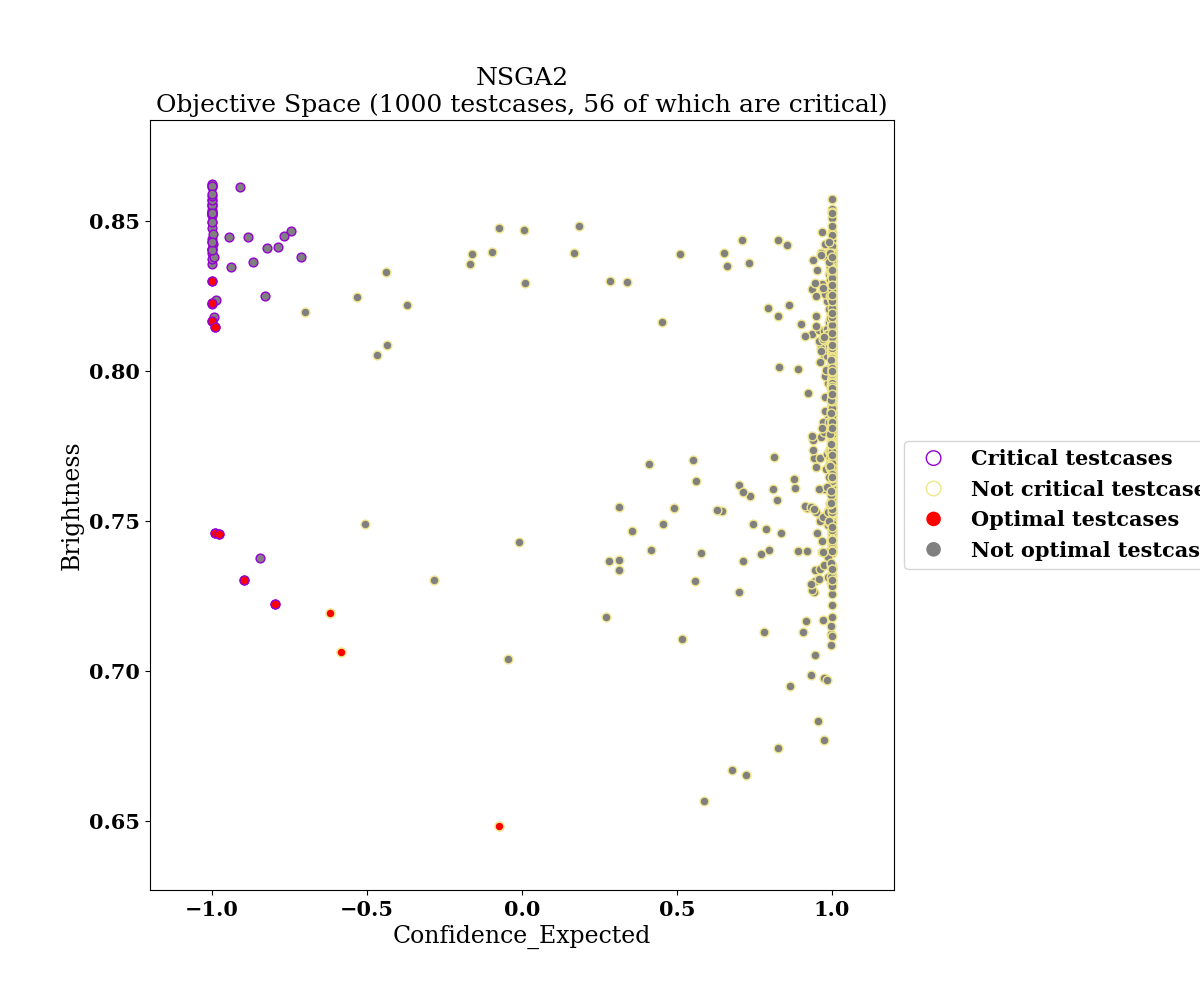 NSGA2
Objective Space (1000 testcases, 56 of which are critical)
0.85
0.80
0.75
0.70
0.65
Brightness
−1.0
−0.5
0.0
0.5
1.0
Confidence_Expected
Critical testcases
Not critical testcase
Optimal testcases
Not optimal testcas